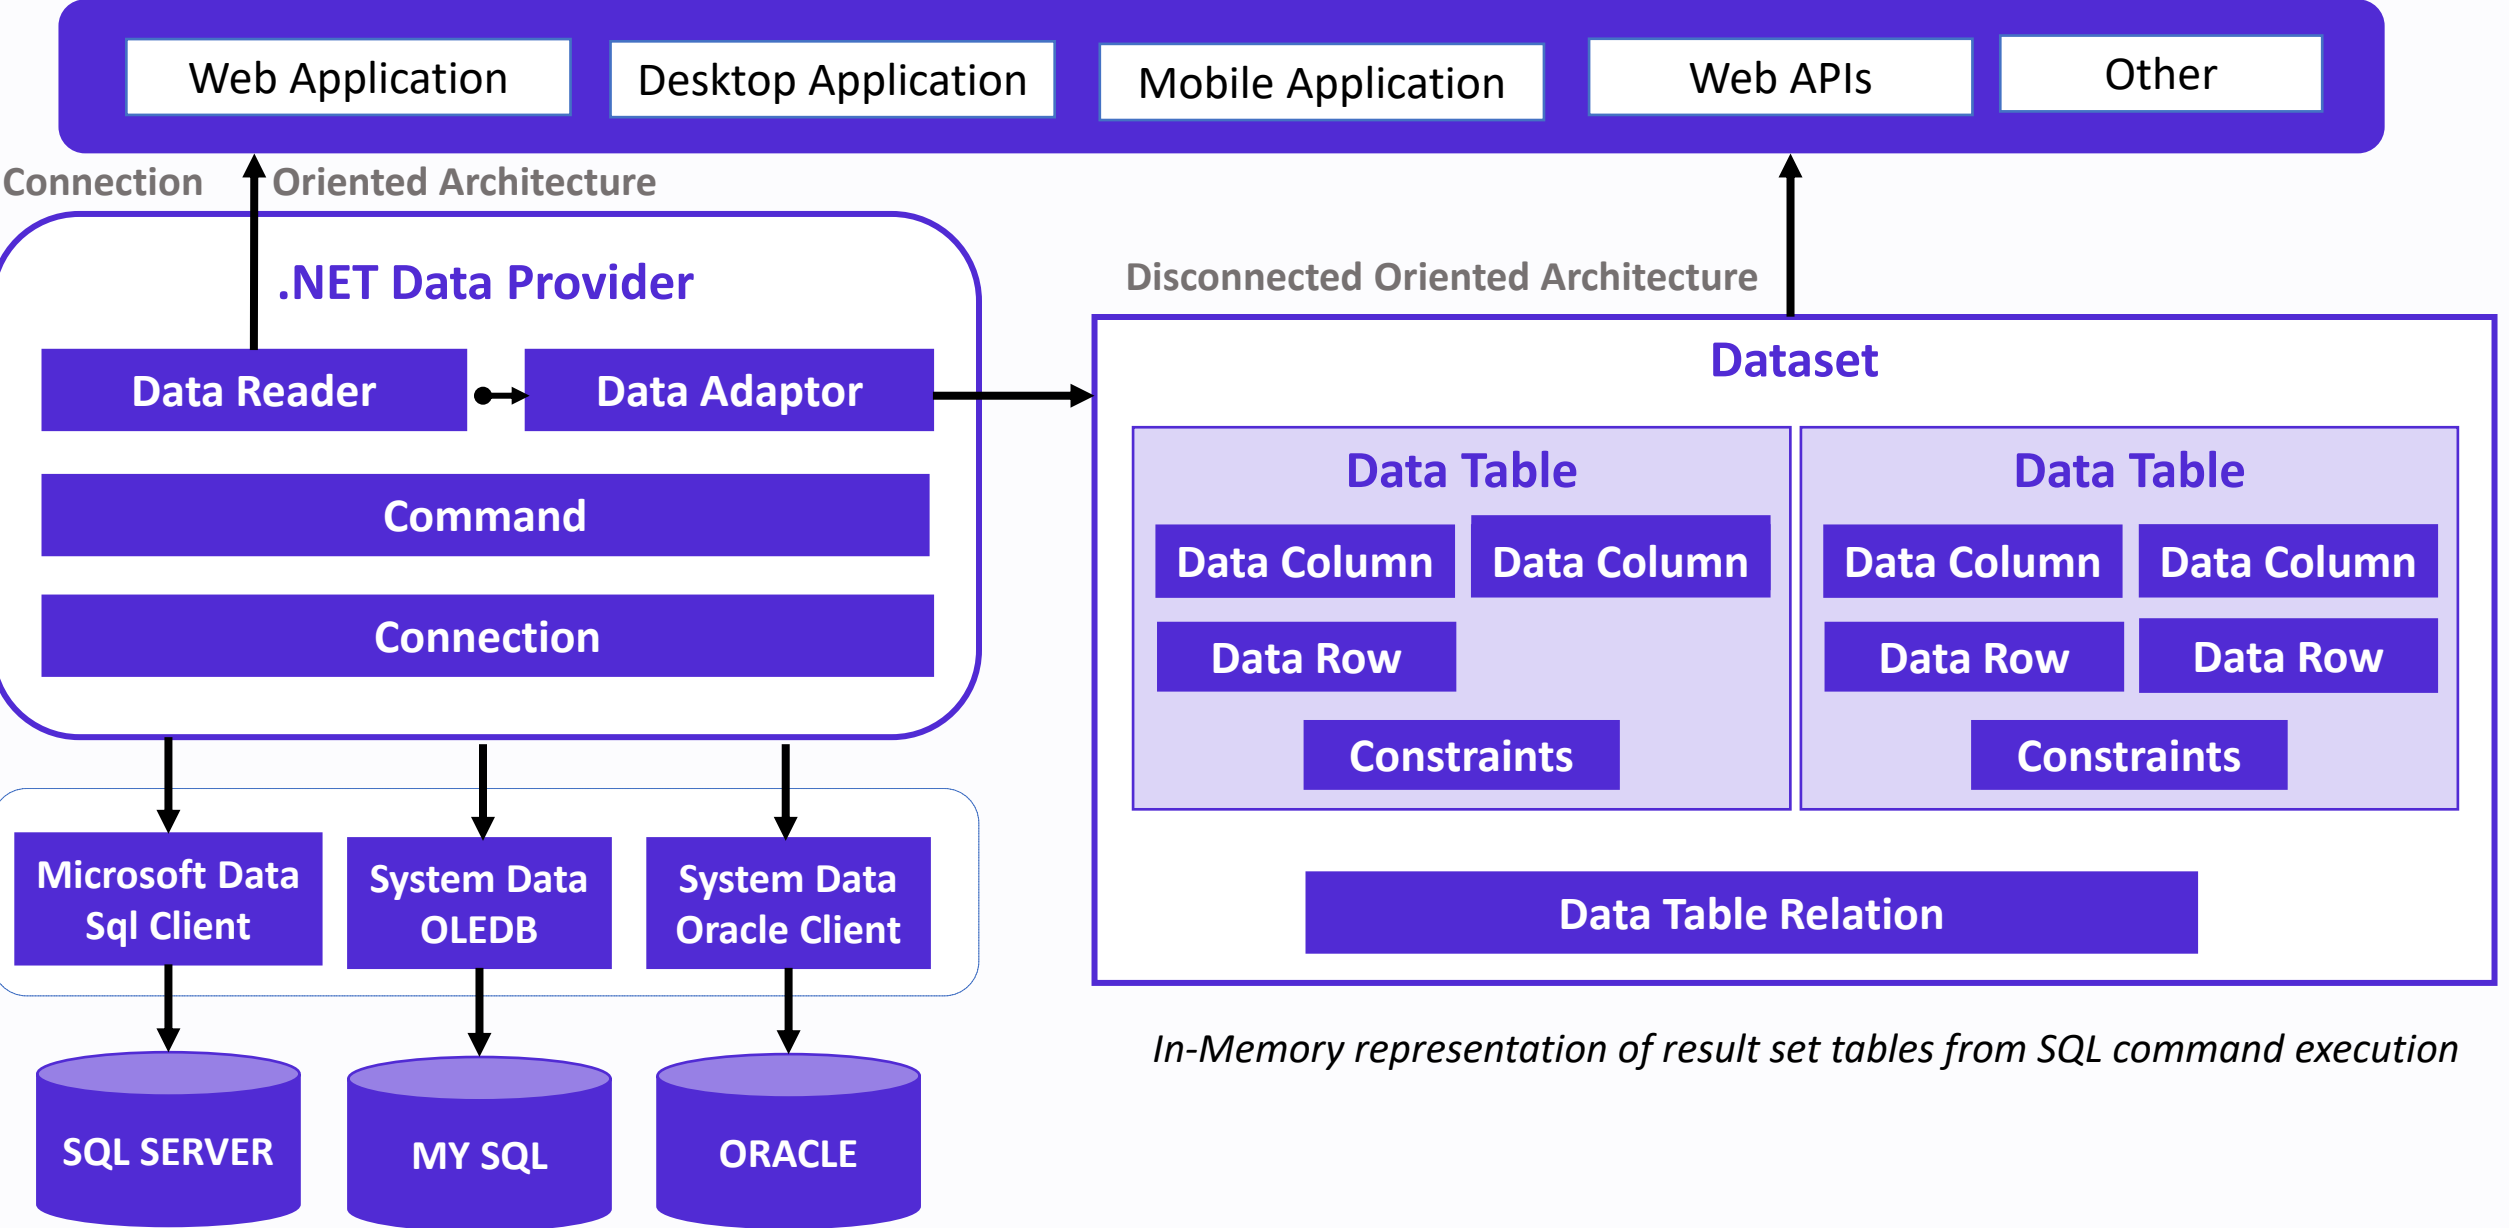 Web Application
Desktop Application
Mobile Application
Web APIs
Other
Connection Oriented Architecture
.NET Data Provider
Data Reader
Data Adaptor
Command
Connection
Microsoft Data
Sql Client
System Data
OLEDB
System Data
Oracle Client
SQL SERVER
MY SQL
ORACLE
Disconnected Oriented Architecture
Dataset
Data Table
Data Column
Data Column
Data Row
Constraints
Data Table
Data Column
Data Column
Data Row
Data Row
Constraints
Data Table Relation
In-Memory representation of result set tables from SQL command execution